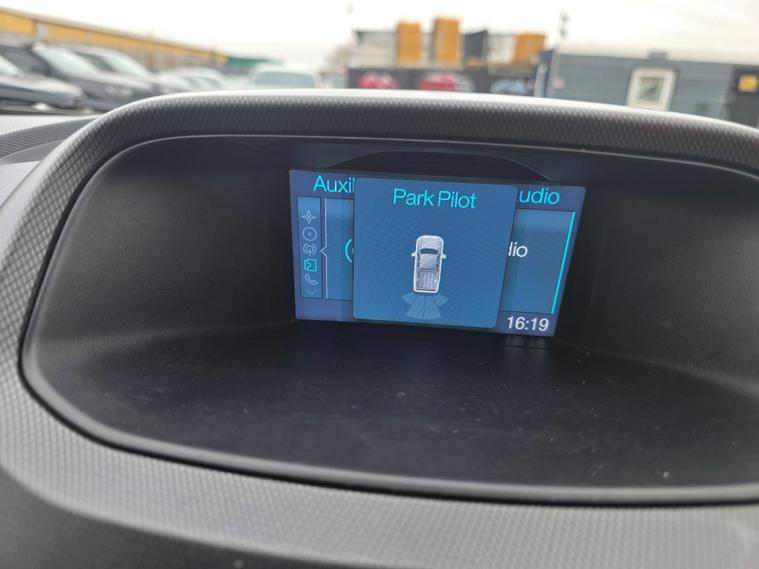 Auxil
Park Pilot
udio
dio
16:19